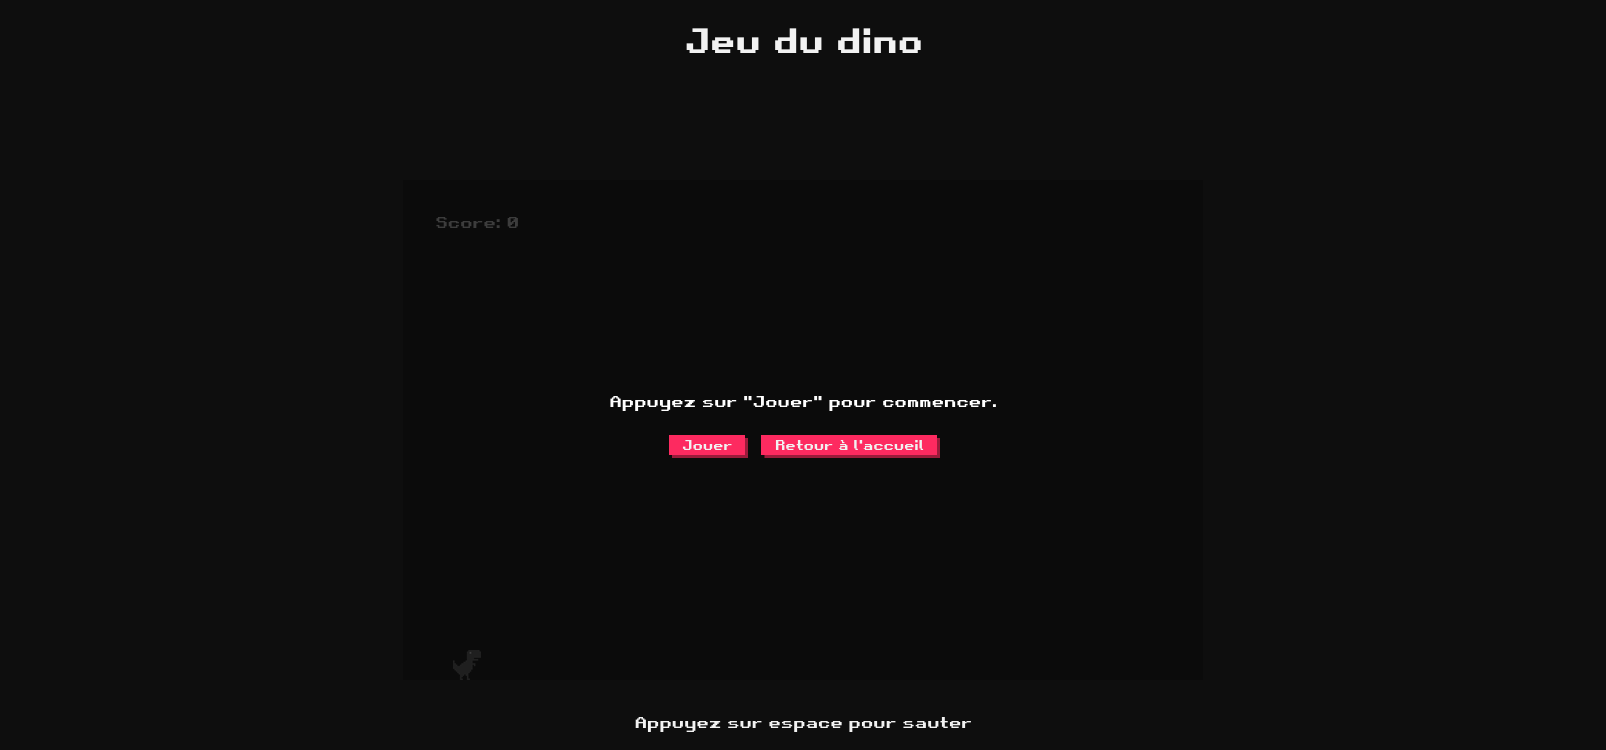 Jeu du dino
Score: 0
Appuyez sur "Jouer" pour commencer.
Jouer
Retour à l'accueil
Appuyez sur espace pour sauter